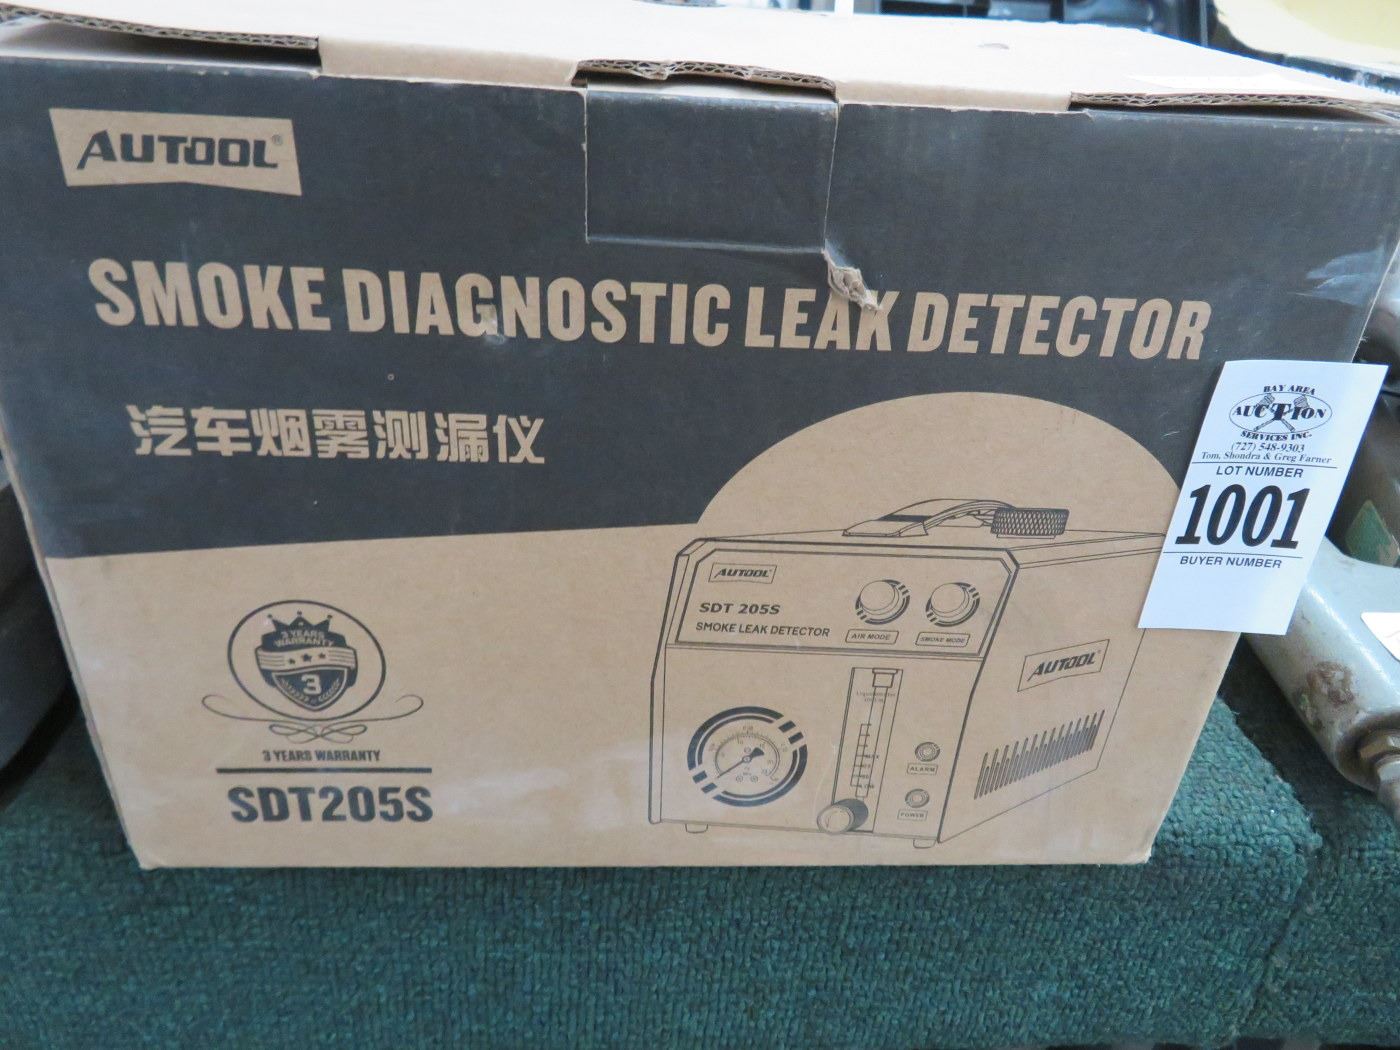 AUTOOL®
SMOKE DIAGNOSTIC LEAK DETECTOR
汽车烟雾测漏仪
BAY AREA
AUCTION
SERVICES INC.
(727) 548-9303
Tom, Shondra & Greg Farner
LOT NUMBER
1001
BUYER NUMBER
AUTOOL
SDT 205S
SMOKE LEAK DETECTOR
AIR MODE
SMOKE MODE
AUTOOL
ALARM
POWER
3 YEARS
WARRANTY
3
3 YEARS WARRANTY
SDT205S